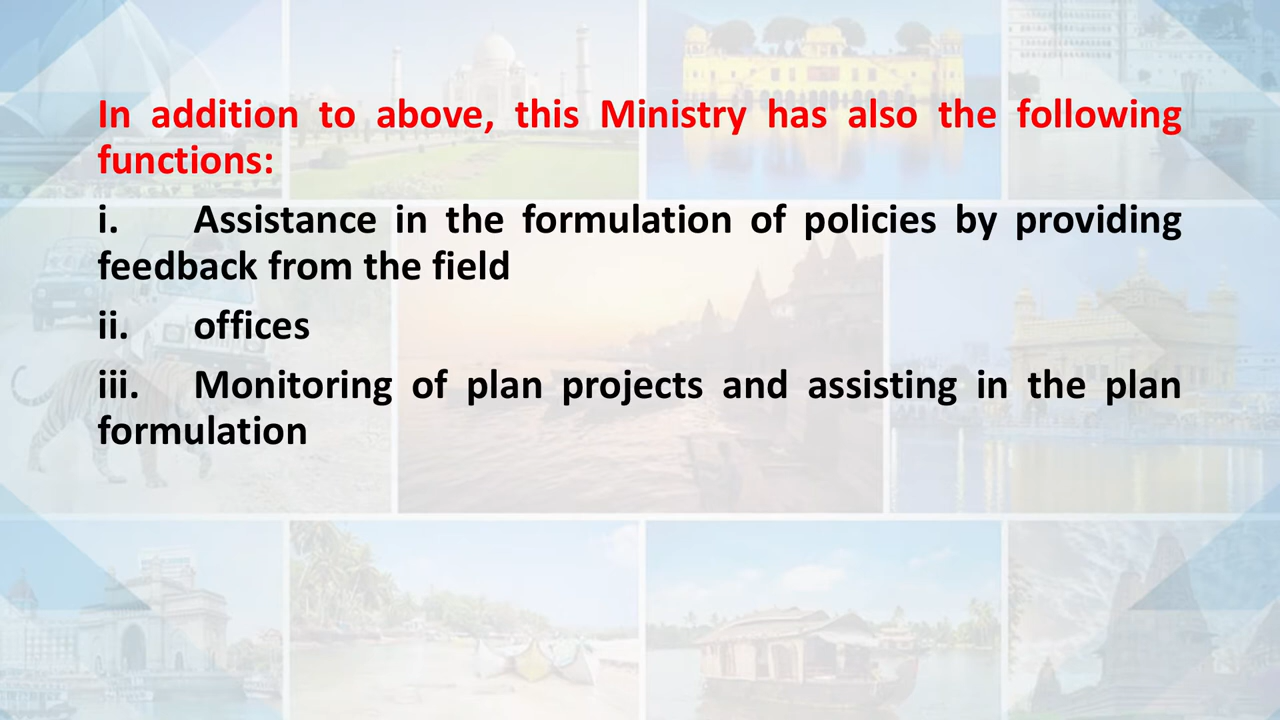 In addition to above, this Ministry has also the following
functions:
i. Assistance in the formulation of policies by providing
feedback from the field
ii. offices
iii. Monitoring of plan projects and assisting in the plan
formulation